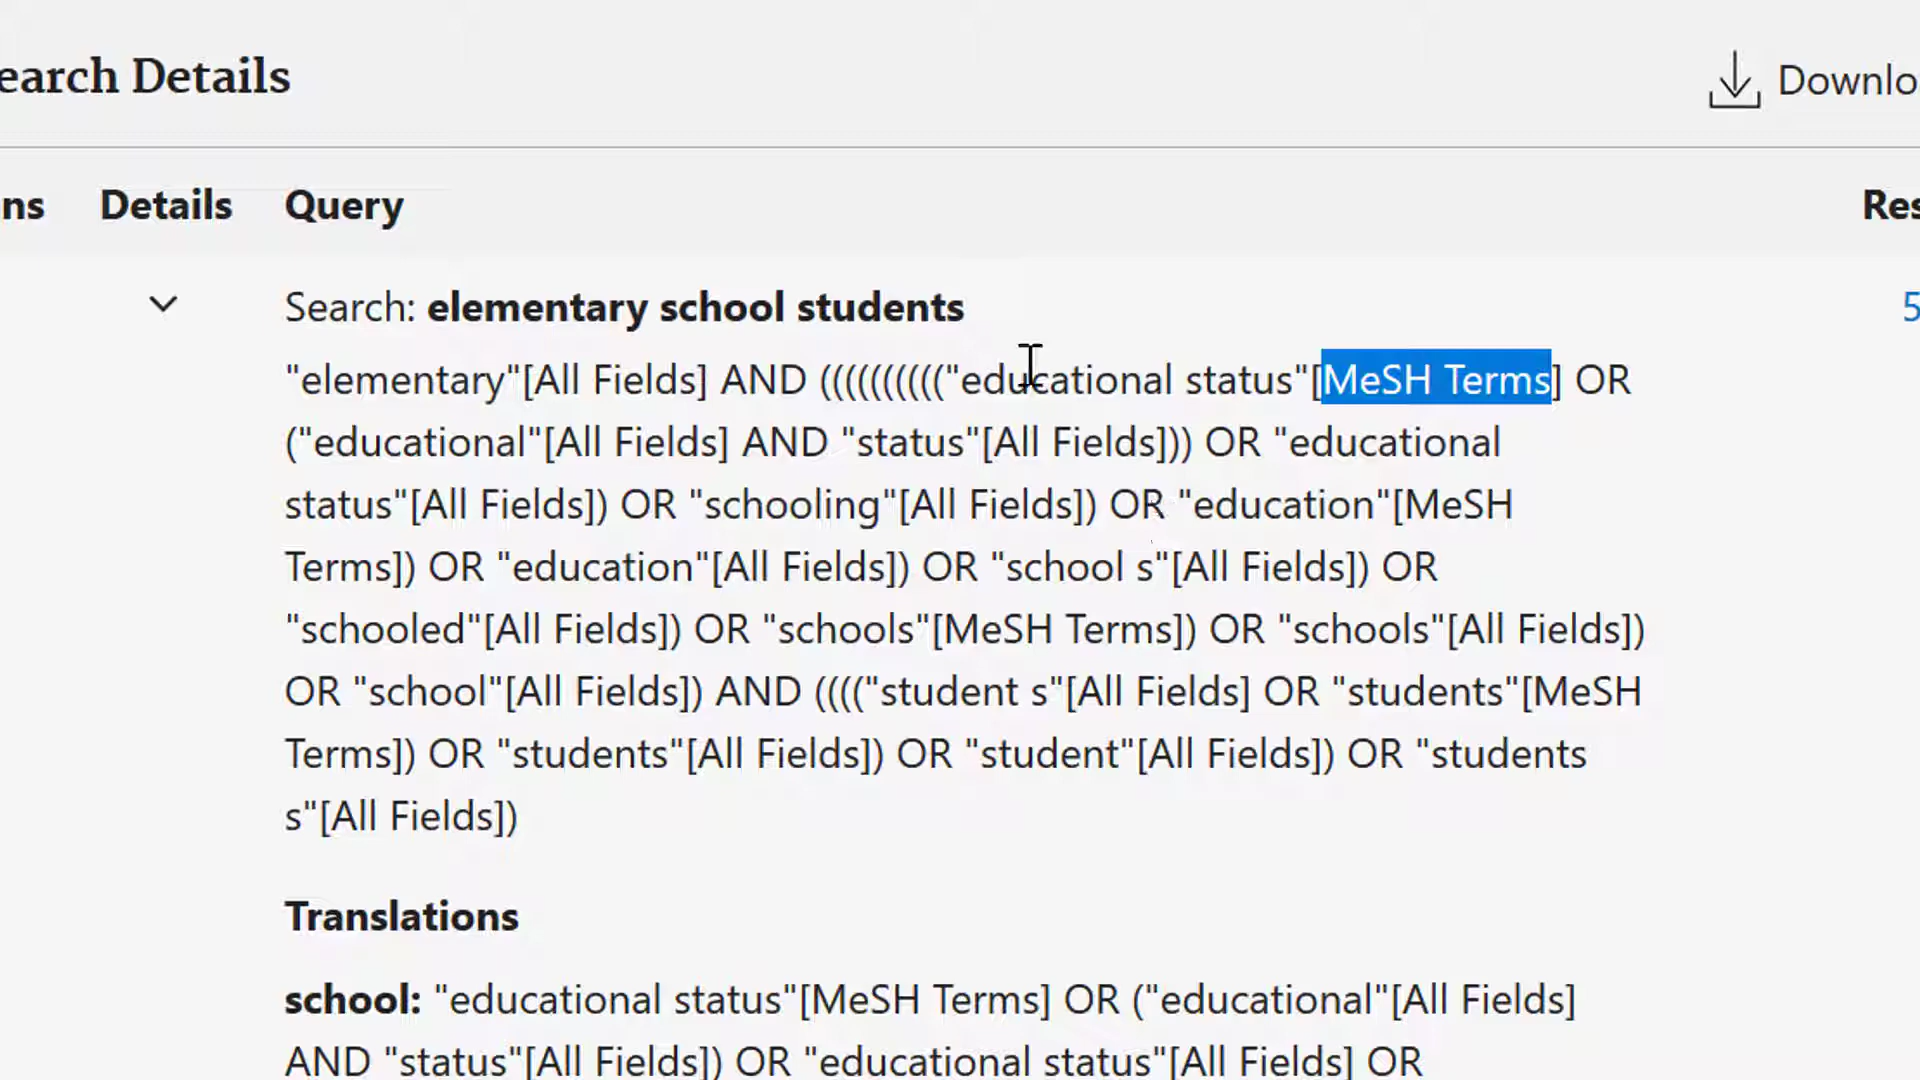 earch Details
Downlo
ns Details Query Res
Search: elementary school students 5
"elementary"[All Fields] AND (((((((((("educational status"[MeSH Terms] OR
("educational"[All Fields] AND "status"[All Fields])) OR "educational
status"[All Fields]) OR "schooling"[All Fields]) OR "education"[MeSH
Terms]) OR "education"[All Fields]) OR "school s"[All Fields]) OR
"schooled"[All Fields]) OR "schools"[MeSH Terms]) OR "schools"[All Fields])
OR "school"[All Fields]) AND (((("student s"[All Fields] OR "students"[MeSH
Terms]) OR "students"[All Fields]) OR "student"[All Fields]) OR "students
s"[All Fields])
Translations
school: "educational status"[MeSH Terms] OR ("educational"[All Fields]
AND "status"[All Fields]) OR "educational status"[All Fields] OR